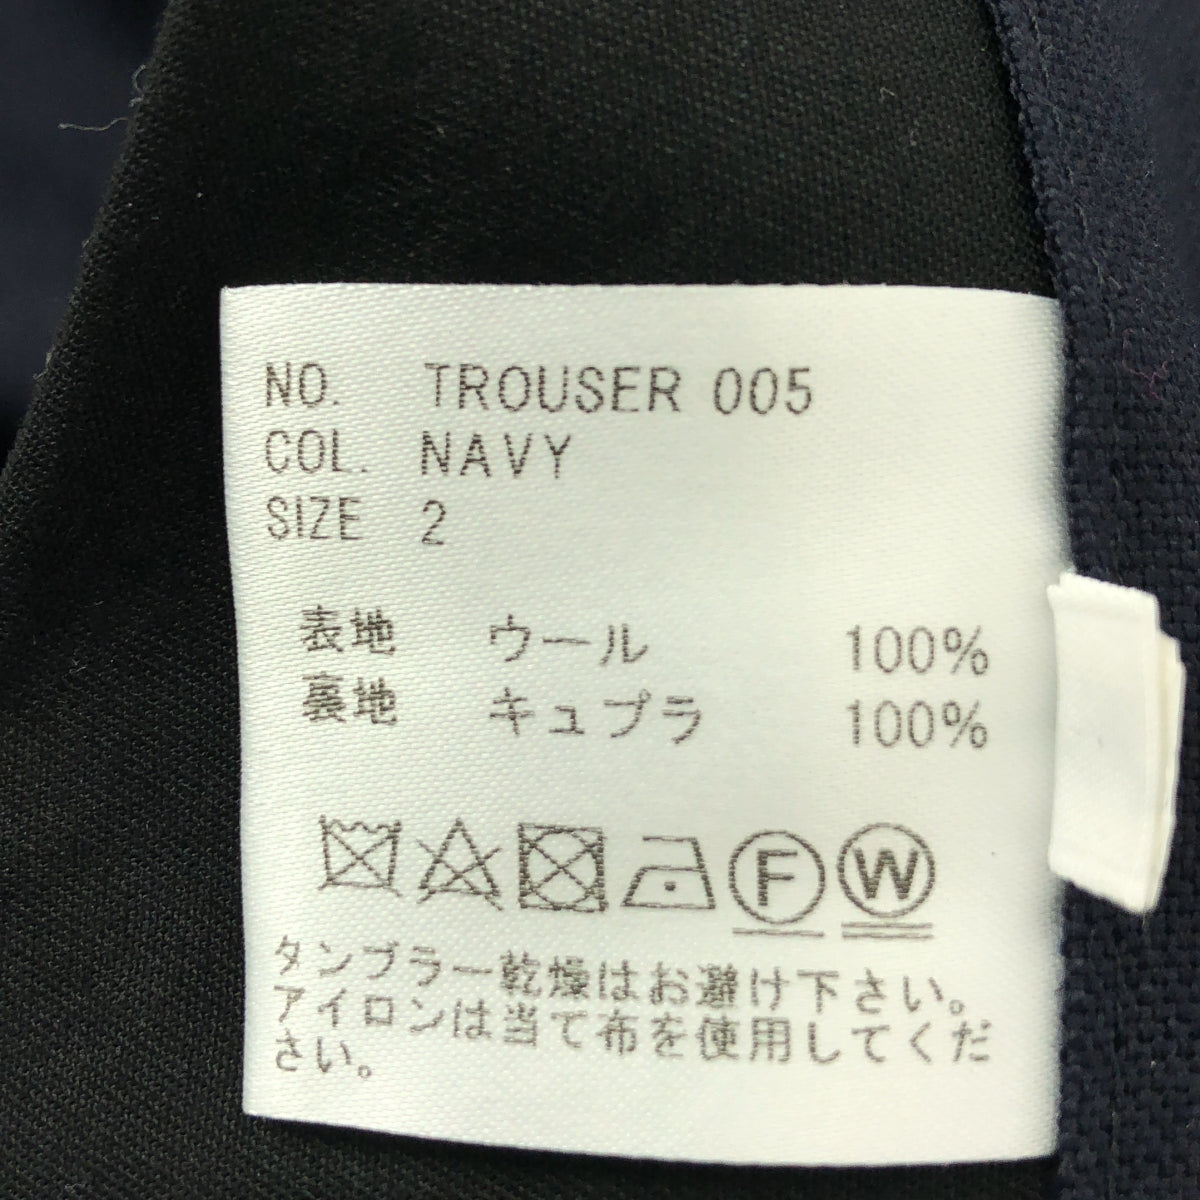 NO. TROUSER 005
COL. NAVY
SIZE 2
表地 ウール 100%
裏地 キュプラ 100%
F W
タンブラー乾燥はお避け下さい。
アイロンは当て布を使用してくだ
さい。